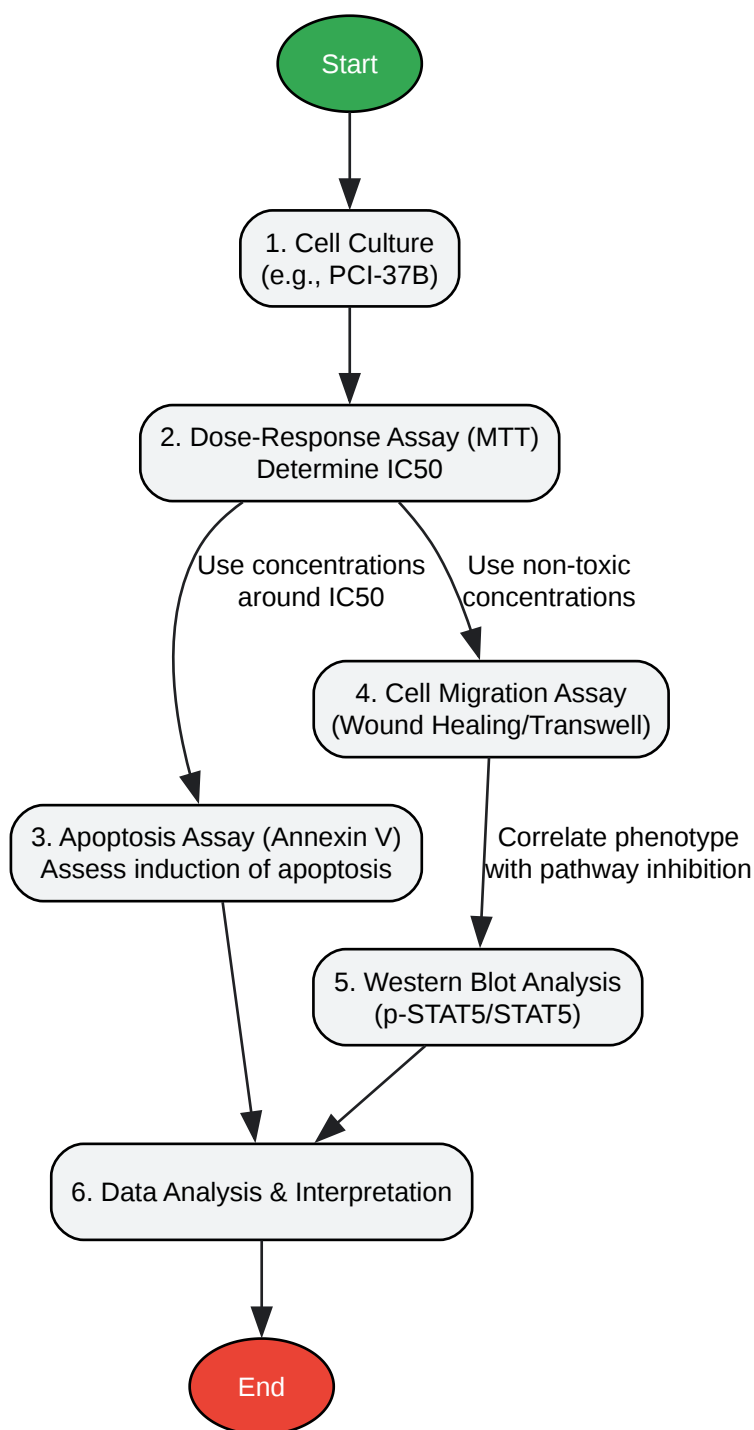 Start
1. Cell Culture
(e.g., PCI-37B)
2. Dose-Response Assay (MTT)
Determine IC50
Use concentrations
around IC50
Use non-toxic
concentrations
4. Cell Migration Assay
(Wound Healing/Transwell)
3. Apoptosis Assay (Annexin V)
Assess induction of apoptosis
Correlate phenotype
with pathway inhibition
5. Western Blot Analysis
(p-STAT5/STAT5)
6. Data Analysis & Interpretation
End